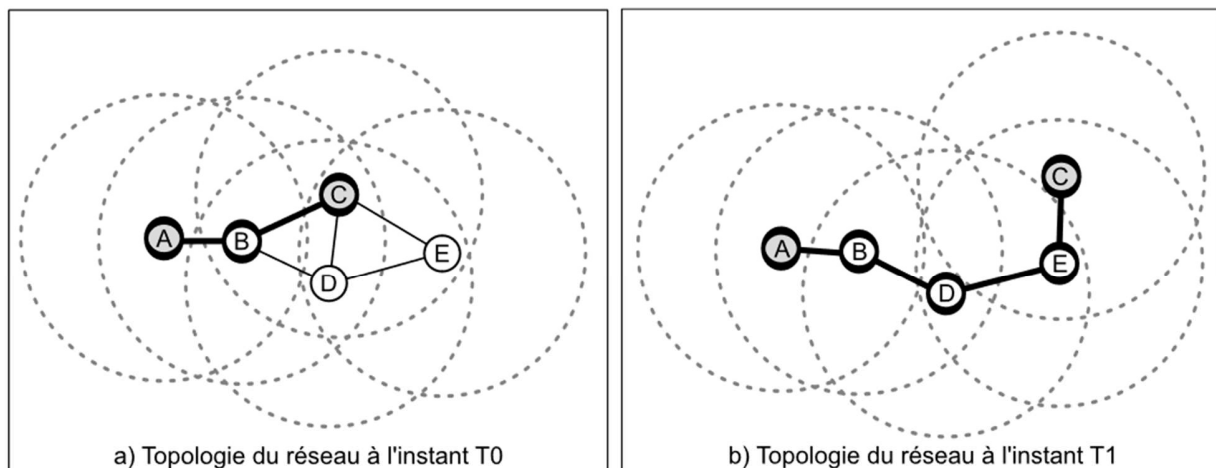 C
A
B
E
D
a) Topologie du réseau à l'instant T0
C
A
B
E
D
b) Topologie du réseau à l'instant T1